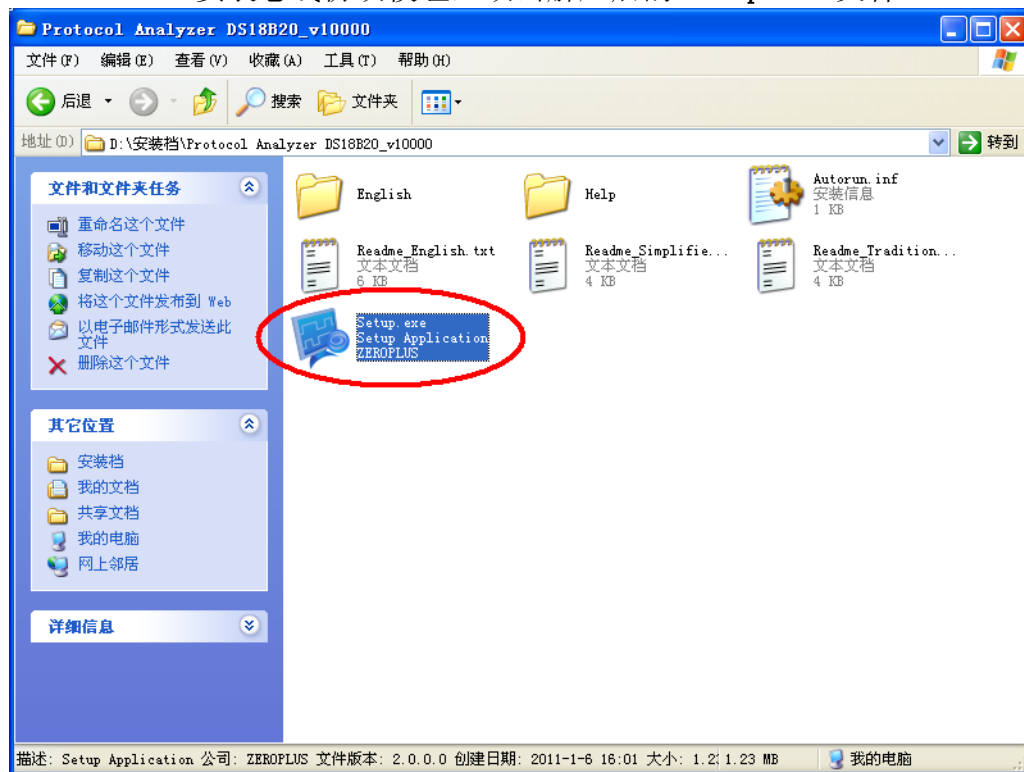 Protocol Analyzer DS18B20_v10000
文件(F) 编辑(E) 查看(V) 收藏(A) 工具(T) 帮助(H)
后退 搜索 文件夹
地址(D) D:\安装档\Protocol Analyzer DS18B20_v10000 转到
文件和文件夹任务
重命名这个文件
移动这个文件
复制这个文件
将这个文件发布到 Web
以电子邮件形式发送此
文件
删除这个文件
其它位置
安装档
我的文档
共享文档
我的电脑
网上邻居
详细信息
English
Help
Autorun.inf
安装信息
1 KB
Readme_English.txt
文本文档
6 KB
Readme_Simplifie...
文本文档
4 KB
Readme_Tradition...
文本文档
4 KB
Setup.exe
Setup Application
ZEROPLUS
描述: Setup Application 公司: ZEROPLUS 文件版本: 2.0.0.0 创建日期: 2011-1-6 16:01 大小: 1.2 1.23 MB 我的电脑